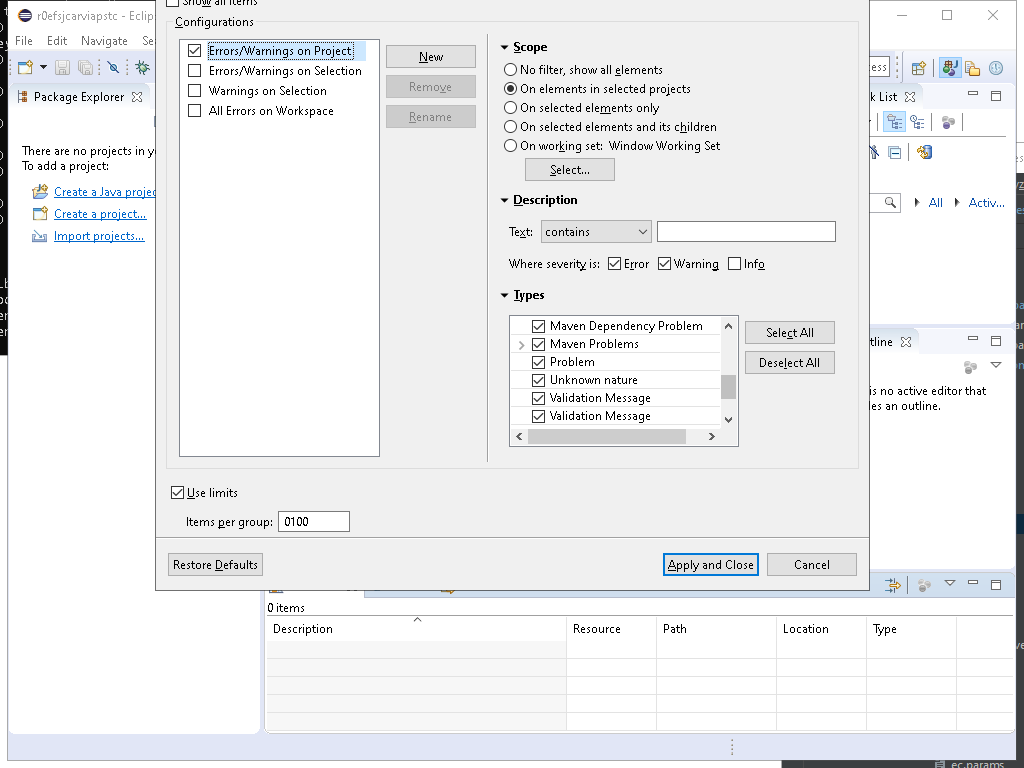 Show all items
r0efsjcarviapstc - Eclip
File Edit Navigate Se
Configurations
Errors/Warnings on Project
Errors/Warnings on Selection
Warnings on Selection
All Errors on Workspace
New
Remove
Rename
Scope
No filter, show all elements
On elements in selected projects
On selected elements only
On selected elements and its children
On working set: Window Working Set
Select...
Description
Text: contains
Where severity is: Error Warning Info
Types
Maven Dependency Problem
Maven Problems
Problem
Unknown nature
Validation Message
Validation Message
Select All
Deselect All
Use limits
Items per group: 0100
Restore Defaults
Apply and Close
Cancel
Package Explorer
There are no projects in y
To add a project:
Create a Java projec
Create a project...
Import projects...
ess
k List
All Activ...
tline
is no active editor that
les an outline.
0 items
Description Resource Path Location Type
ec.params